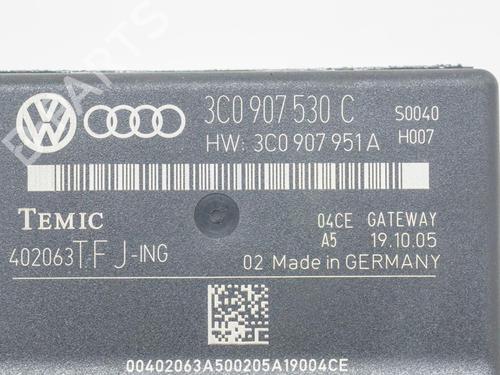 3C0 907 530 C S0040
HW: 3C0 907 951 A H007
TEMIC 04CE GATEWAY
402063TFJ-ING A5 19.10.05
02 Made in GERMANY
00402063A500205A19004CE